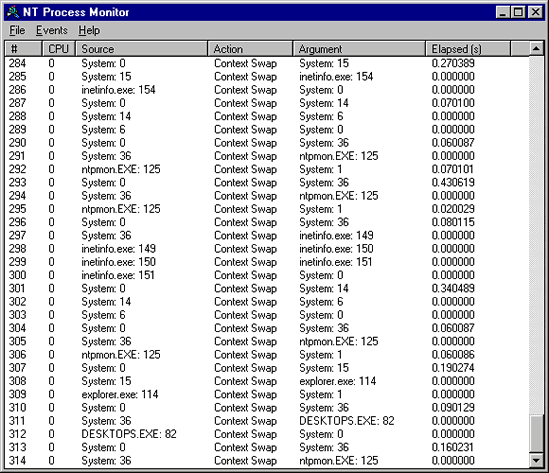 NT Process Monitor
File Events Help
# CPU Source Action Argument Elapsed (s)
284 0 System: 0 Context Swap System: 15 0.270389
285 0 System: 15 Context Swap inetinfo.exe: 154 0.000000
286 0 inetinfo.exe: 154 Context Swap System: 0 0.000000
287 0 System: 0 Context Swap System: 14 0.070100
288 0 System: 14 Context Swap System: 6 0.000000
289 0 System: 6 Context Swap System: 0 0.000000
290 0 System: 0 Context Swap System: 36 0.060087
291 0 System: 36 Context Swap ntpmon.EXE: 125 0.000000
292 0 ntpmon.EXE: 125 Context Swap System: 1 0.070101
293 0 System: 0 Context Swap System: 36 0.430619
294 0 System: 36 Context Swap ntpmon.EXE: 125 0.000000
295 0 ntpmon.EXE: 125 Context Swap System: 1 0.020029
296 0 System: 0 Context Swap System: 36 0.080115
297 0 System: 36 Context Swap inetinfo.exe: 149 0.000000
298 0 inetinfo.exe: 149 Context Swap inetinfo.exe: 150 0.000000
299 0 inetinfo.exe: 150 Context Swap inetinfo.exe: 151 0.000000
300 0 inetinfo.exe: 151 Context Swap System: 0 0.000000
301 0 System: 0 Context Swap System: 14 0.340489
302 0 System: 14 Context Swap System: 6 0.000000
303 0 System: 6 Context Swap System: 0 0.000000
304 0 System: 0 Context Swap System: 36 0.060087
305 0 System: 36 Context Swap ntpmon.EXE: 125 0.000000
306 0 ntpmon.EXE: 125 Context Swap System: 1 0.060086
307 0 System: 0 Context Swap System: 15 0.190274
308 0 System: 15 Context Swap explorer.exe: 114 0.000000
309 0 explorer.exe: 114 Context Swap System: 1 0.000000
310 0 System: 0 Context Swap System: 36 0.090129
311 0 System: 36 Context Swap DESKTOPS.EXE: 82 0.000000
312 0 DESKTOPS.EXE: 82 Context Swap System: 0 0.000000
313 0 System: 0 Context Swap System: 36 0.160231
314 0 System: 36 Context Swap ntpmon.EXE: 125 0.000000